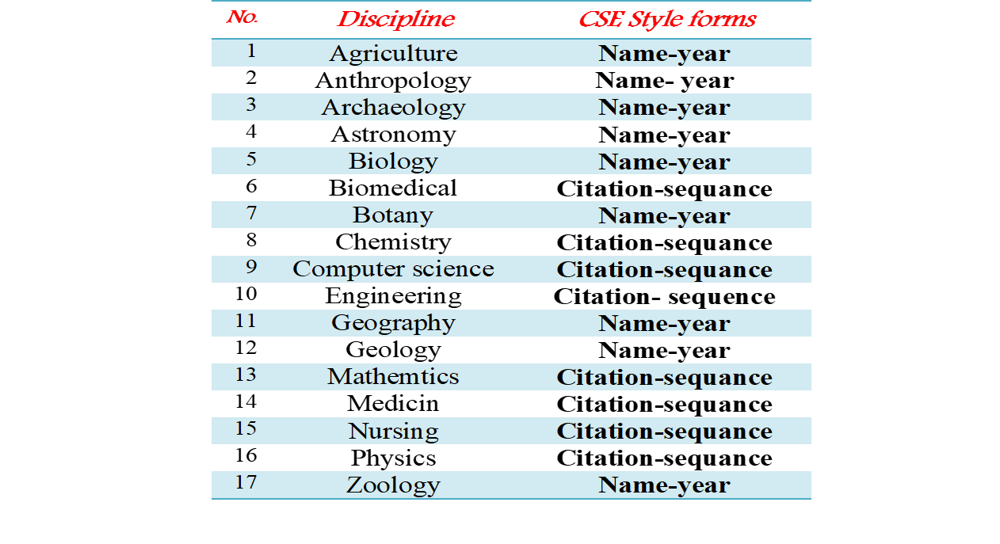 No. Discipline CSE Style forms
1 Agriculture Name-year
2 Anthropology Name- year
3 Archaeology Name-year
4 Astronomy Name-year
5 Biology Name-year
6 Biomedical Citation-sequance
7 Botany Name-year
8 Chemistry Citation-sequance
9 Computer science Citation-sequance
10 Engineering Citation- sequence
11 Geography Name-year
12 Geology Name-year
13 Mathemtics Citation-sequance
14 Medicin Citation-sequance
15 Nursing Citation-sequance
16 Physics Citation-sequance
17 Zoology Name-year